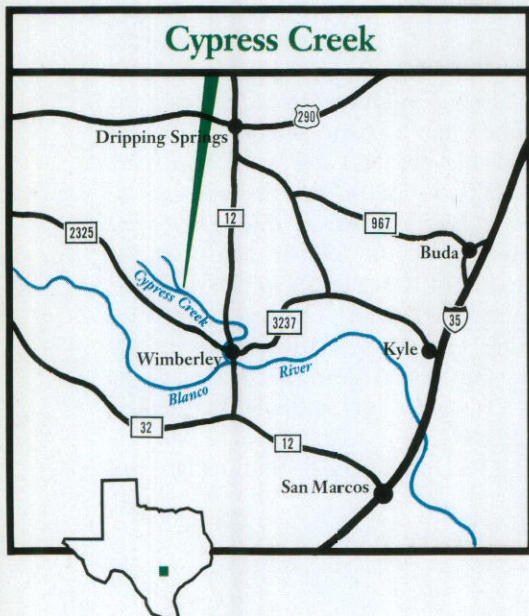 Cypress Creek
290
Dripping Springs
12
967
2325
Buda
Cypress Creek
3237
35
Wimberley
Kyle
River
Blanco
32
12
San Marcos